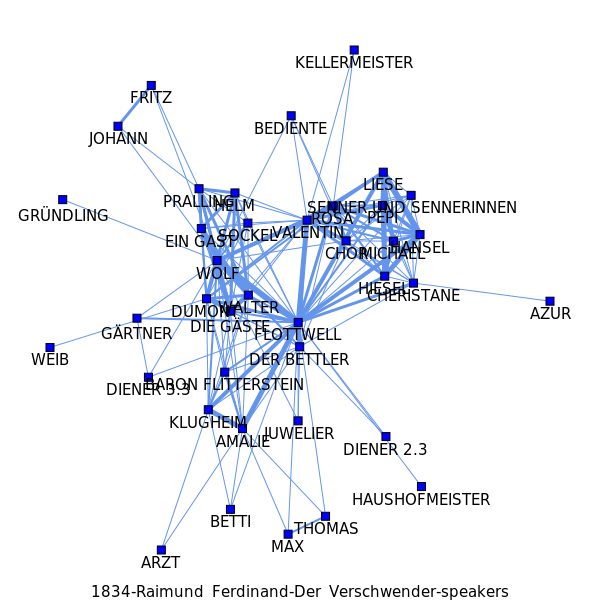 KELLERMEISTER
FRITZ
BEDIENTE
JOHANN
LIESE
PRALLING
HELM
GRÜNDLING
SENNER UND SENNERINNEN
ROSA
PEPI
VALENTIN
SOCKEL
EIN GAST
HANSEL
CHOR
MICHAEL
WOLF
HIESEL
CHERISTANE
DUMONT
WALTER
AZUR
DIE GÄSTE
GÄRTNER
FLOTTWELL
WEIB
DER BETTLER
BARON FLITTERSTEIN
DIENER 3.3
KLUGHEIM
AMALIE
JUWELIER
DIENER 2.3
HAUSHOFMEISTER
BETTI
THOMAS
MAX
ARZT
1834-Raimund_Ferdinand-Der_Verschwender-speakers